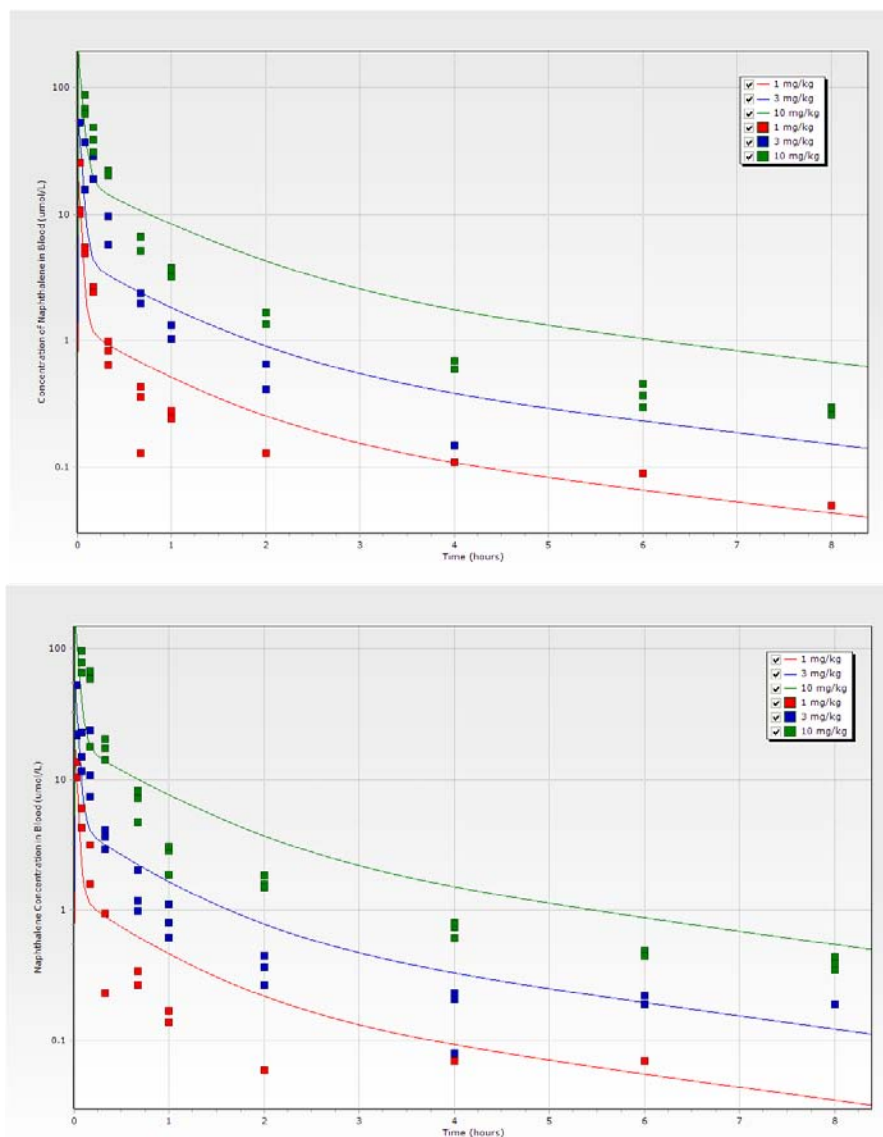 100
10
1
0.1
Concentration of Naphthalene in Blood (umol/L)
1 mg/kg
3 mg/kg
10 mg/kg
1 mg/kg
3 mg/kg
10 mg/kg
0 1 2 3 4 5 6 7 8
Time (hours)
100
10
1
0.1
Naphthalene Concentration in Blood (umol/L)
1 mg/kg
3 mg/kg
10 mg/kg
1 mg/kg
3 mg/kg
10 mg/kg
0 1 2 3 4 5 6 7 8
Time (hours)